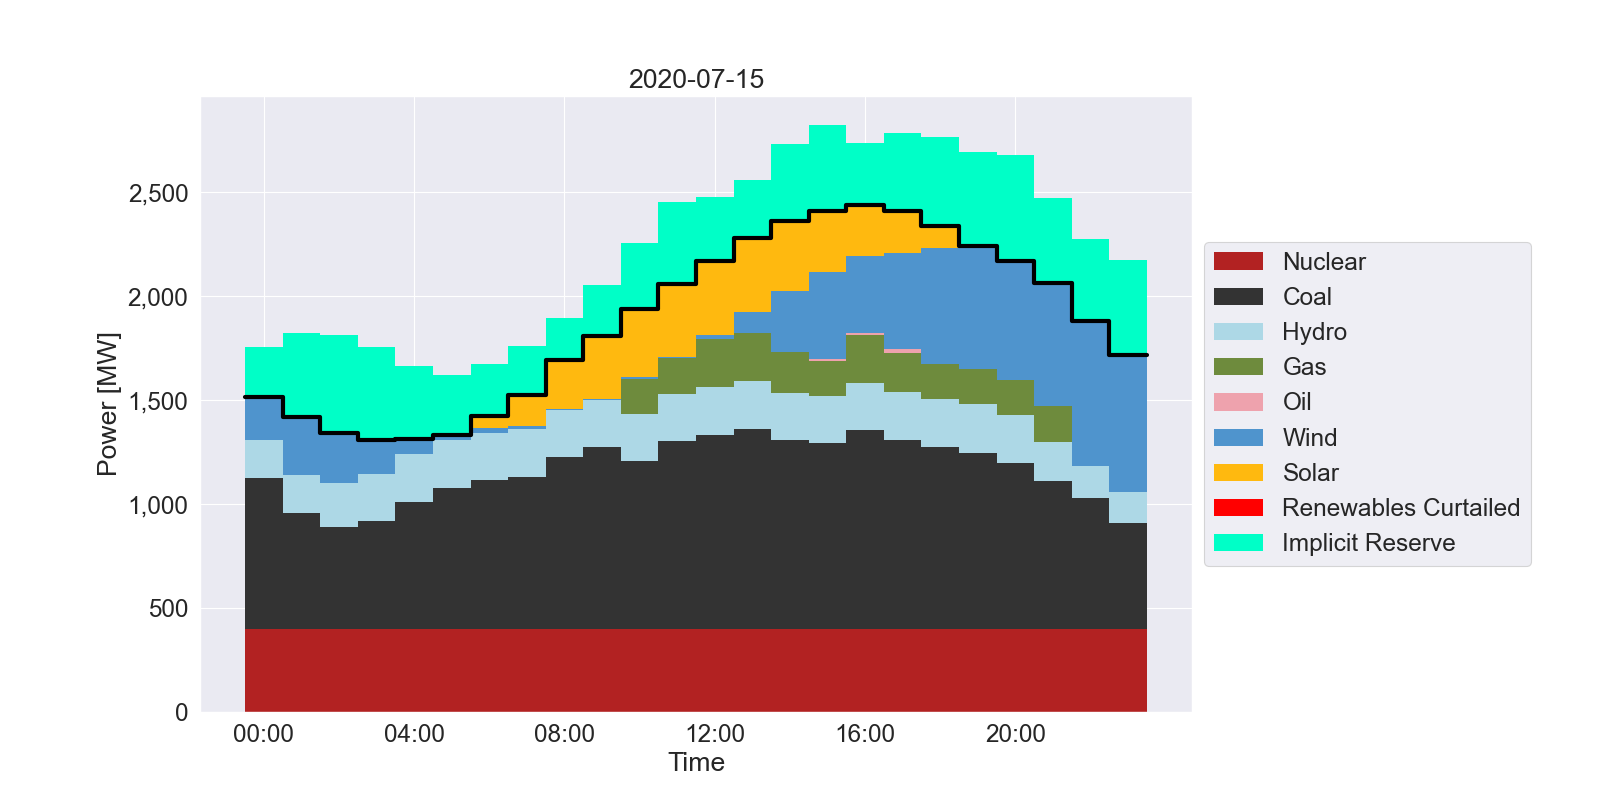 2020-07-15
Power [MW]
2,500
2,000
1,500
1,000
500
0
00:00 04:00 08:00 12:00 16:00 20:00
Time
Nuclear
Coal
Hydro
Gas
Oil
Wind
Solar
Renewables Curtailed
Implicit Reserve